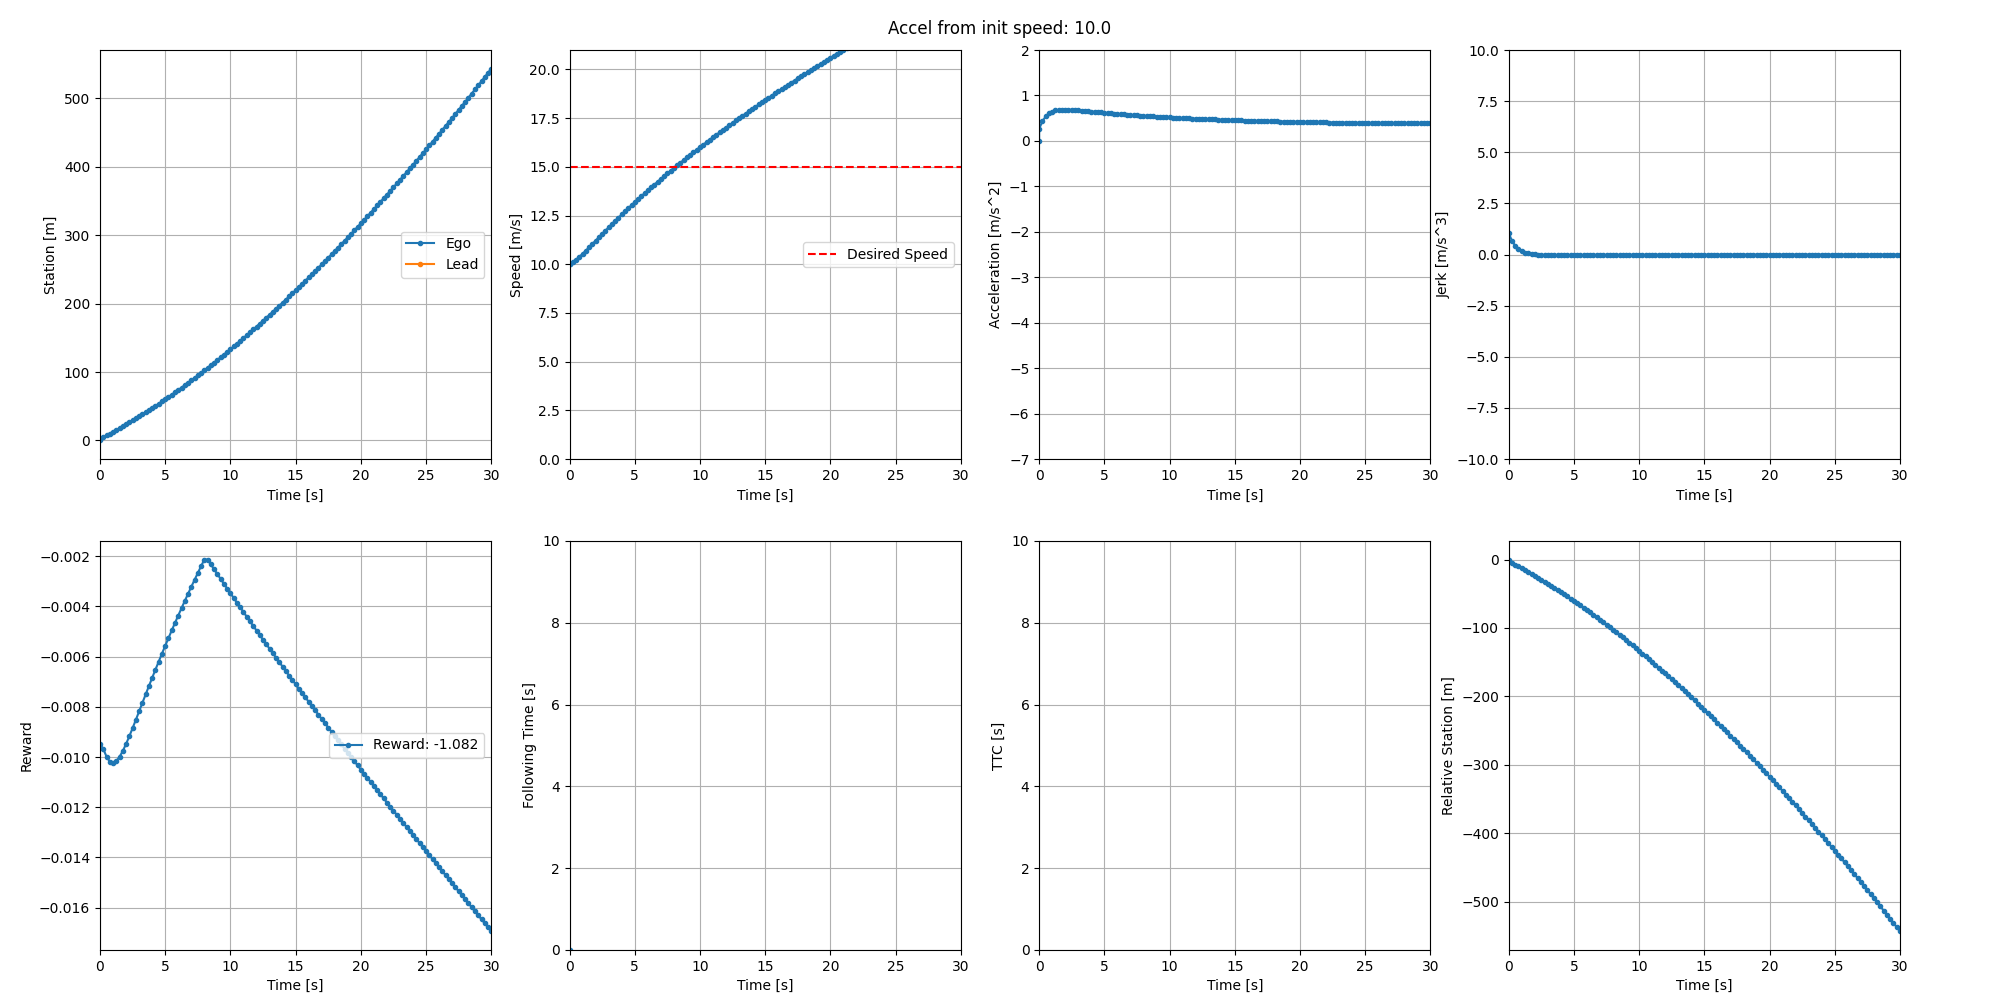 Accel from init speed: 10.0
Station [m]
500
400
300
200
100
0
0 5 10 15 20 25 30
Time [s]
Ego
Lead
Speed [m/s]
20.0
17.5
15.0
12.5
10.0
7.5
5.0
2.5
0.0
0 5 10 15 20 25 30
Time [s]
Desired Speed
Acceleration [m/s^2]
2
1
0
−1
−2
−3
−4
−5
−6
−7
0 5 10 15 20 25 30
Time [s]
Jerk [m/s^3]
10.0
7.5
5.0
2.5
0.0
−2.5
−5.0
−7.5
−10.0
0 5 10 15 20 25 30
Time [s]
Reward
−0.002
−0.004
−0.006
−0.008
−0.010
−0.012
−0.014
−0.016
0 5 10 15 20 25 30
Time [s]
Reward: -1.082
Following Time [s]
10
8
6
4
2
0
0 5 10 15 20 25 30
Time [s]
TTC [s]
10
8
6
4
2
0
0 5 10 15 20 25 30
Time [s]
Relative Station [m]
0
−100
−200
−300
−400
−500
0 5 10 15 20 25 30
Time [s]